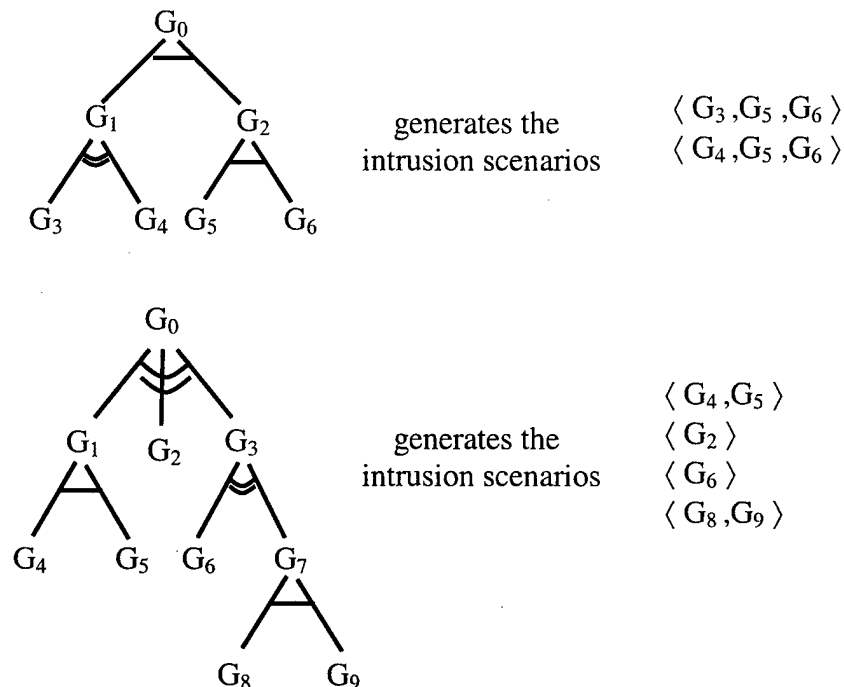 G0
G1 G2
G3 G4 G5 G6
generates the
intrusion scenarios
⟨ G3 ,G5 ,G6 ⟩
⟨ G4 ,G5 ,G6 ⟩
G0
G1 G2 G3
G4 G5 G6 G7
G8 G9
generates the
intrusion scenarios
⟨ G4 ,G5 ⟩
⟨ G2 ⟩
⟨ G6 ⟩
⟨ G8 ,G9 ⟩